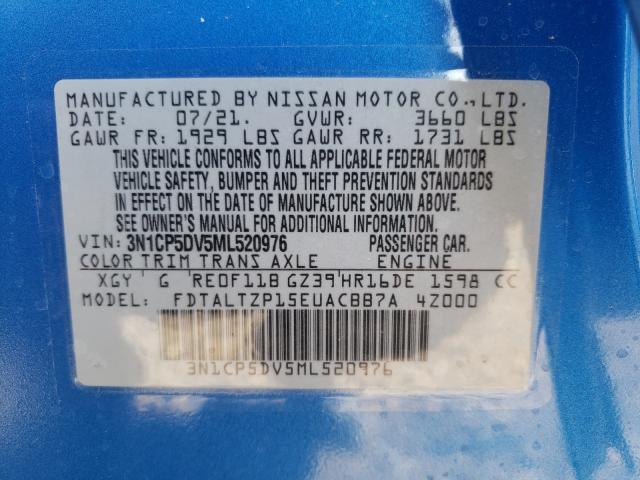 MANUFACTURED BY NISSAN MOTOR CO., LTD.
DATE: 07/21. GVWR: 3660 LBS
GAWR FR: 1929 LBS GAWR RR: 1731 LBS
THIS VEHICLE CONFORMS TO ALL APPLICABLE FEDERAL MOTOR
VEHICLE SAFETY, BUMPER AND THEFT PREVENTION STANDARDS
IN EFFECT ON THE DATE OF MANUFACTURE SHOWN ABOVE.
SEE OWNER'S MANUAL FOR ADDITIONAL INFORMATION.
VIN: 3N1CP5DV5ML520976 PASSENGER CAR.
COLOR TRIM TRANS AXLE ENGINE
XGY G RE0F11B GZ39 HR16DE 1598 CC
MODEL: FDTALTZP15EUACBB7A 4Z000
3N1CP5DV5ML520976